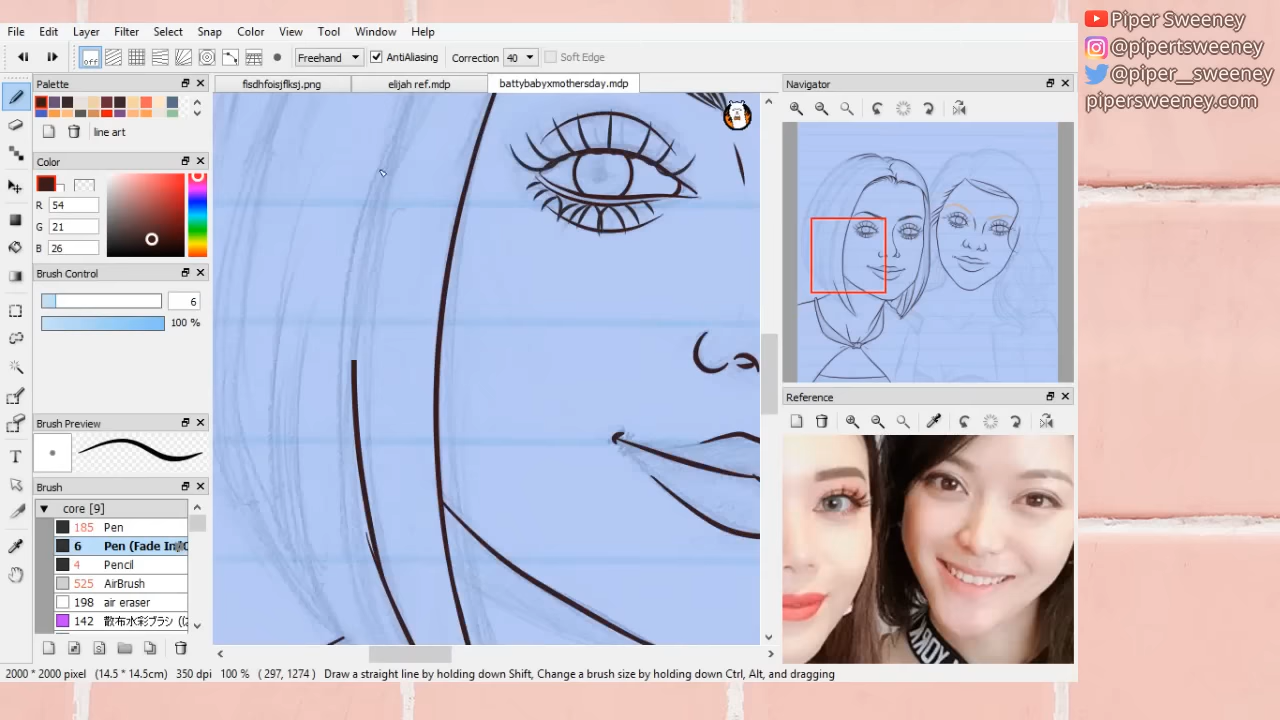 File Edit Layer Filter Select Snap Color View Tool Window Help
off Freehand AntiAliasing Correction 40 Soft Edge
Palette
line art
Color
R 54
G 21
B 26
Brush Control
6
100 %
Brush Preview
Brush
core [9]
185 Pen
6 Pen (Fade In/O
4 Pencil
525 AirBrush
198 air eraser
142 散布水彩ブラシ
fisdhfoisjflksj.png elijah ref.mdp battybabyxmothersday.mdp
Navigator
Reference
2000 * 2000 pixel (14.5 * 14.5cm) 350 dpi 100 % ( 297, 1274 ) Draw a straight line by holding down Shift, Change a brush size by holding down Ctrl, Alt, and dragging
Piper Sweeney
@pipertsweeney
@piper__sweeney
pipersweeney.com